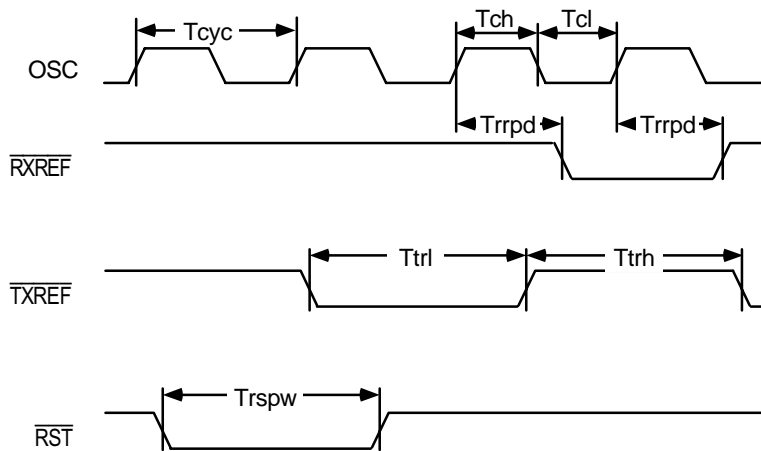 Tcyc Tch Tcl
OSC
Trrpd Trrpd
RXREF
Ttrl Ttrh
TXREF
Trspw
RST